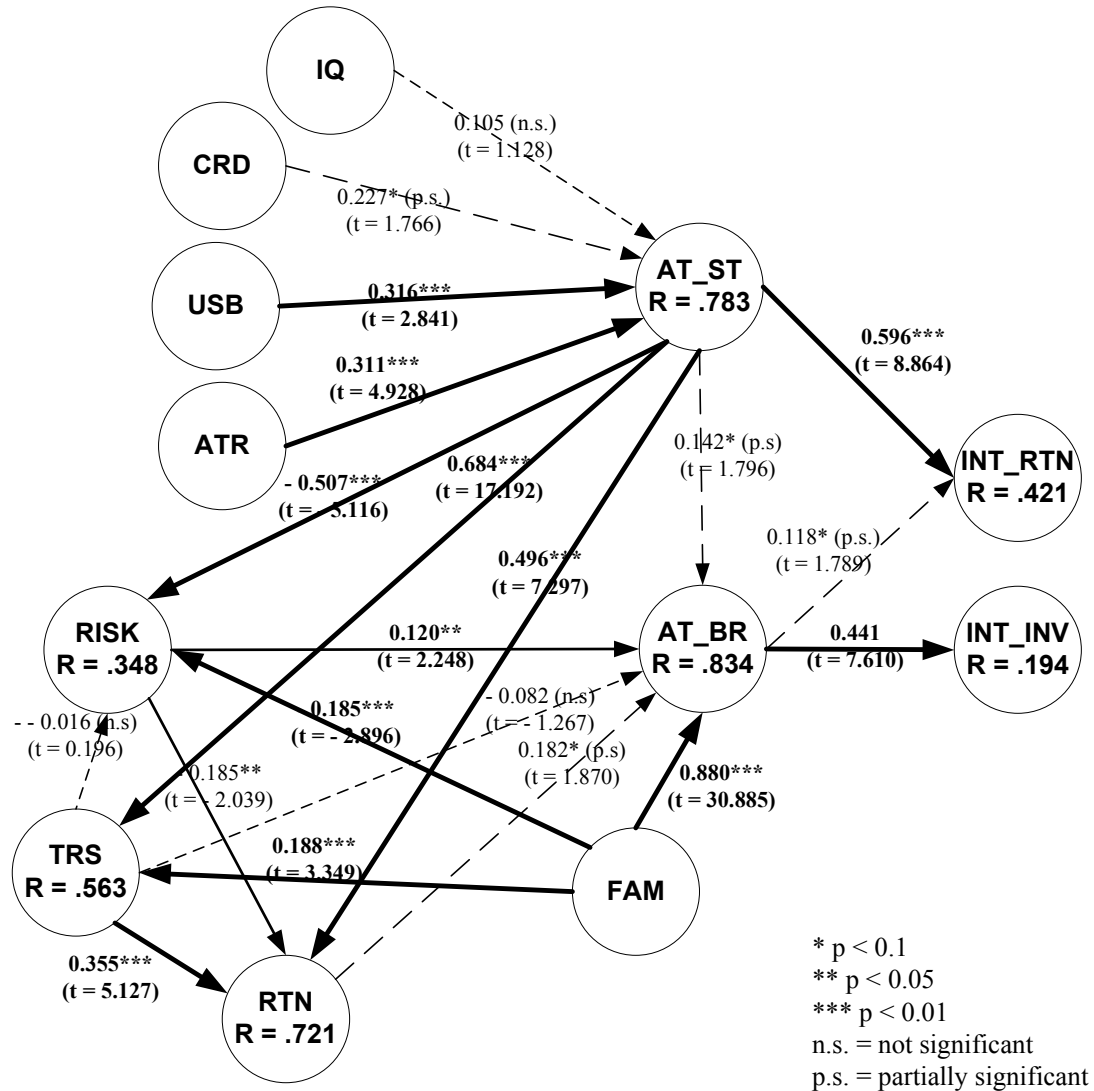 IQ
0.105 (n.s.)
(t = 1.128)
CRD
0.227* (p.s.)
(t = 1.766)
AT_ST
R = .783
USB
0.316***
(t = 2.841)
0.596***
(t = 8.864)
0.311***
(t = 4.928)
ATR
0.142* (p.s)
(t = 1.796)
0.684***
(t = 17.192)
INT_RTN
R = .421
- 0.507***
(t = - 5.116)
0.118* (p.s.)
(t = 1.789)
0.496***
(t = 7.297)
RISK
R = .348
0.120**
(t = 2.248)
AT_BR
R = .834
0.441
(t = 7.610)
INT_INV
R = .194
- 0.082 (n.s)
(t = - 1.267)
0.185***
(t = - 2.896)
- - 0.016 (n.s)
(t = 0.196)
0.182* (p.s)
(t = 1.870)
- 0.185**
(t = - 2.039)
0.880***
(t = 30.885)
TRS
R = .563
0.188***
(t = 3.349)
FAM
0.355***
(t = 5.127)
RTN
R = .721
* p < 0.1
** p < 0.05
*** p < 0.01
n.s. = not significant
p.s. = partially significant